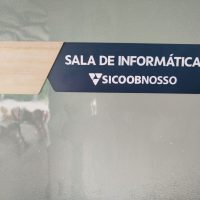 SALA DE INFORMÁTICA
SICOOBNOSSO